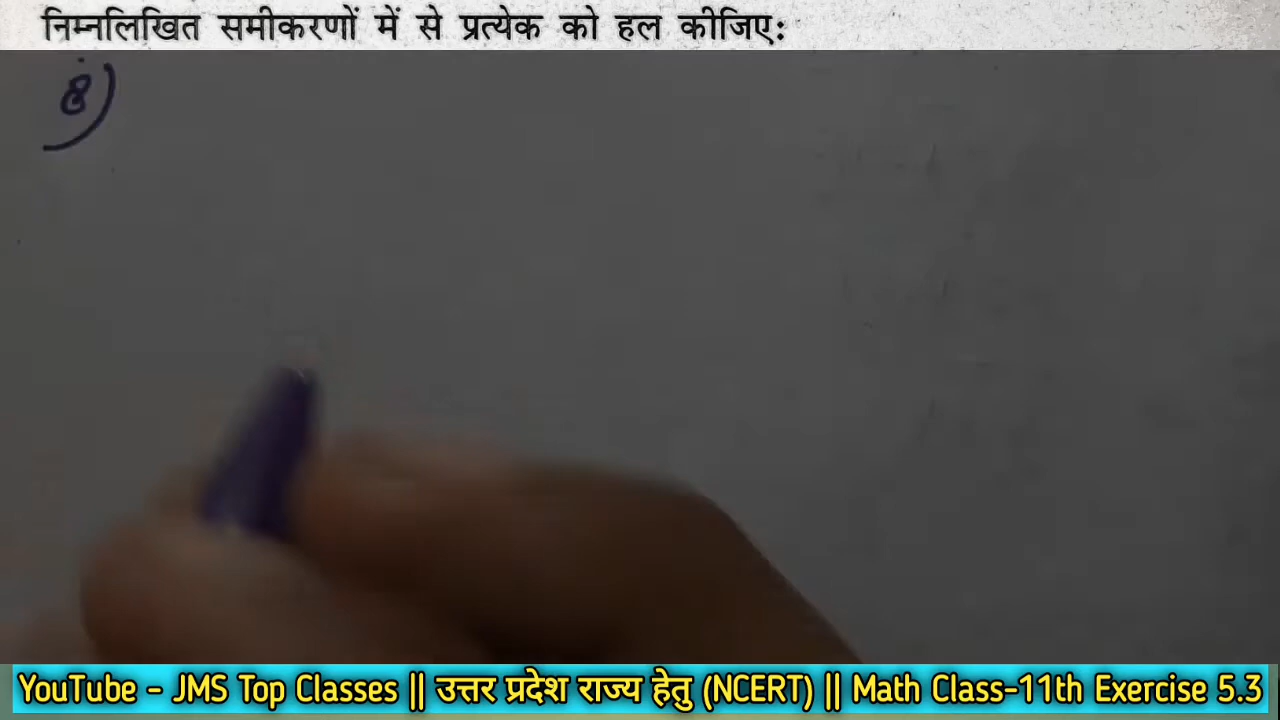 निम्नलिखित समीकरणों में से प्रत्येक को हल कीजिए:
8)
YouTube - JMS Top Classes || उत्तर प्रदेश राज्य हेतु (NCERT) || Math Class-11th Exercise 5.3